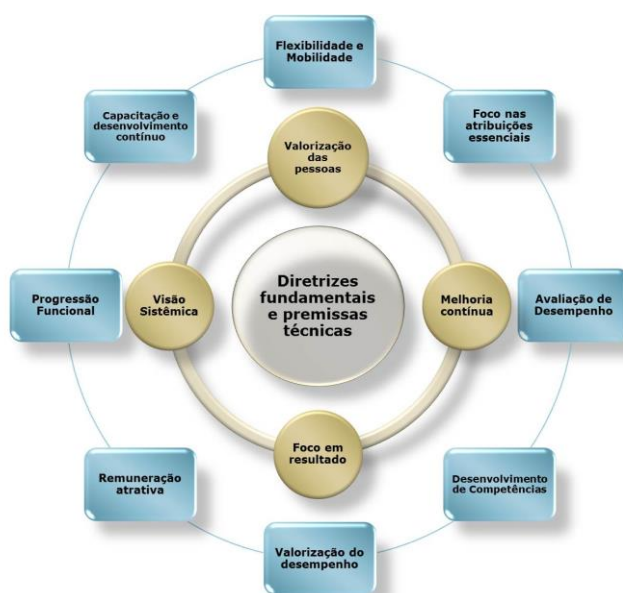 Flexibilidade e
Mobilidade
Capacitação e
desenvolvimento
contínuo
Foco nas
atribuições
essenciais
Valorização
das
pessoas
Progressão
Funcional
Visão
Sistêmica
Diretrizes
fundamentais
e premissas
técnicas
Melhoria
contínua
Avaliação de
Desempenho
Foco em
resultado
Remuneração
atrativa
Desenvolvimento
de Competências
Valorização do
desempenho